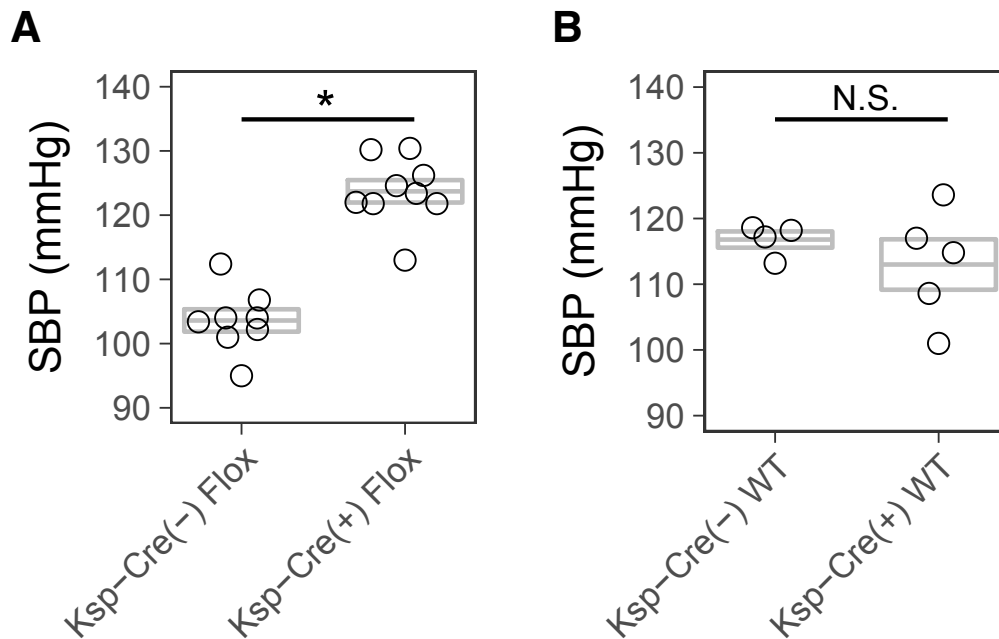 A
SBP (mmHg)
140
130
120
110
100
90
*
Ksp−Cre(−) Flox
Ksp−Cre(+) Flox
B
SBP (mmHg)
140
130
120
110
100
90
N.S.
Ksp−Cre(−) WT
Ksp−Cre(+) WT